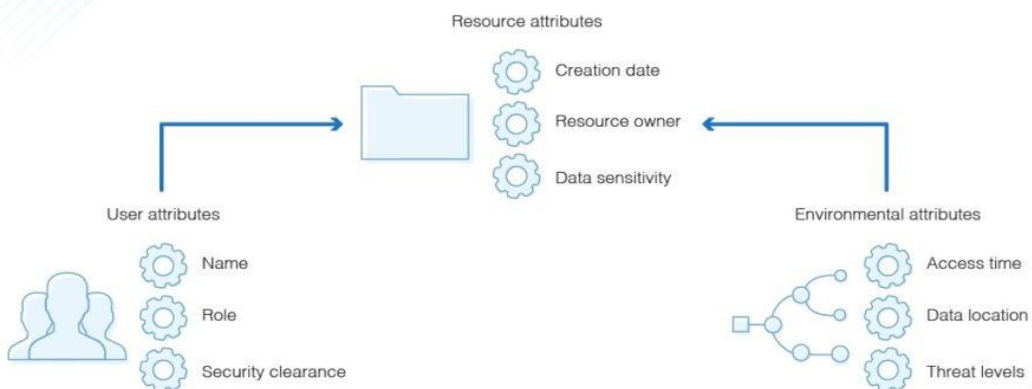 Resource attributes
Creation date
Resource owner
Data sensitivity
User attributes
Name
Role
Security clearance
Environmental attributes
Access time
Data location
Threat levels